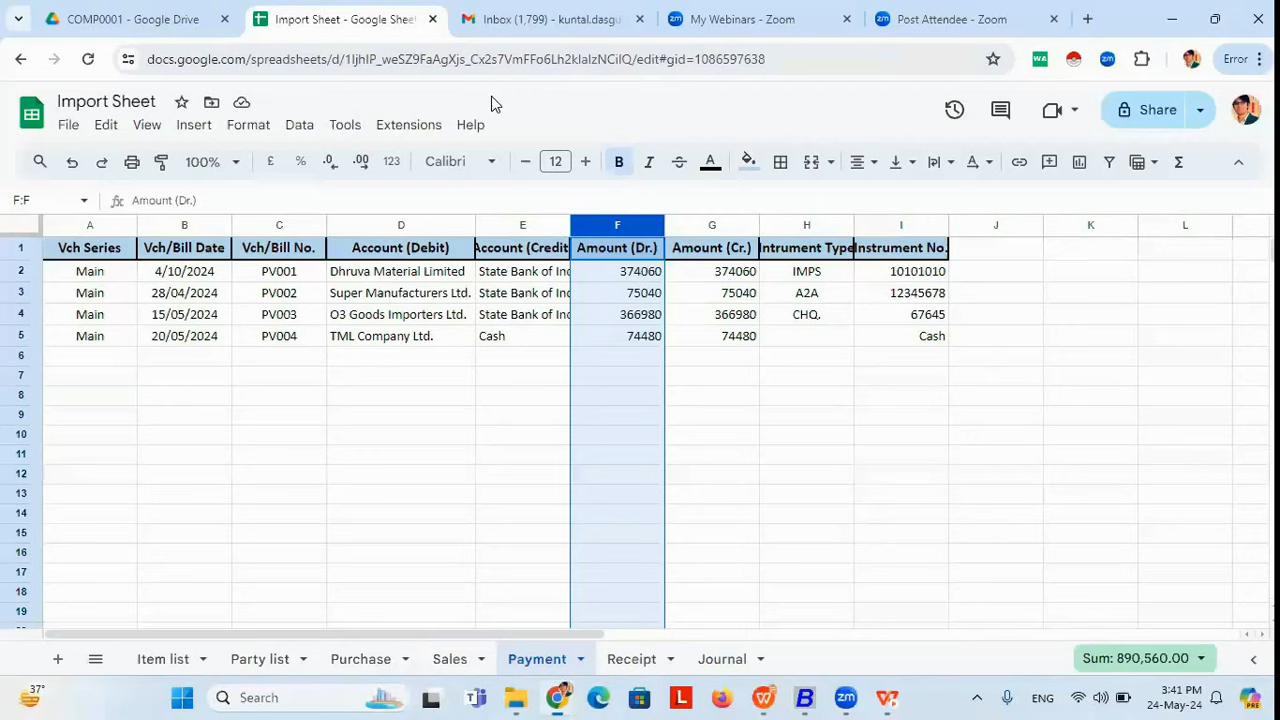 COMP0001 - Google Drive
Import Sheet - Google Shee
Inbox (1,799) - kuntal.dasgu
My Webinars - Zoom
Post Attendee - Zoom
docs.google.com/spreadsheets/d/
/edit#gid=1086597638
Error
Import Sheet
Share
File Edit View Insert Format Data Tools Extensions Help
100% £ % .0 .00 123 Calibri 12 B I A Σ
F:F fx Amount (Dr.)
A B C D E F G H I J K L
1 Vch Series Vch/Bill Date Vch/Bill No. Account (Debit) Account (Credit Amount (Dr.) Amount (Cr.) Intrument Type Instrument No.
2 Main 4/10/2024 PV001 Dhruva Material Limited State Bank of Inc 374060 374060 IMPS 10101010
3 Main 28/04/2024 PV002 Super Manufacturers Ltd. State Bank of Inc 75040 75040 A2A 12345678
4 Main 15/05/2024 PV003 O3 Goods Importers Ltd. State Bank of Inc 366980 366980 CHQ. 67645
5 Main 20/05/2024 PV004 TML Company Ltd. Cash 74480 74480 Cash
6
7
8
9
10
11
12
13
14
15
16
17
18
19
Item list Party list Purchase Sales Payment Receipt Journal Sum: 890,560.00
37°
Search
ENG
3:41 PM
24-May-24